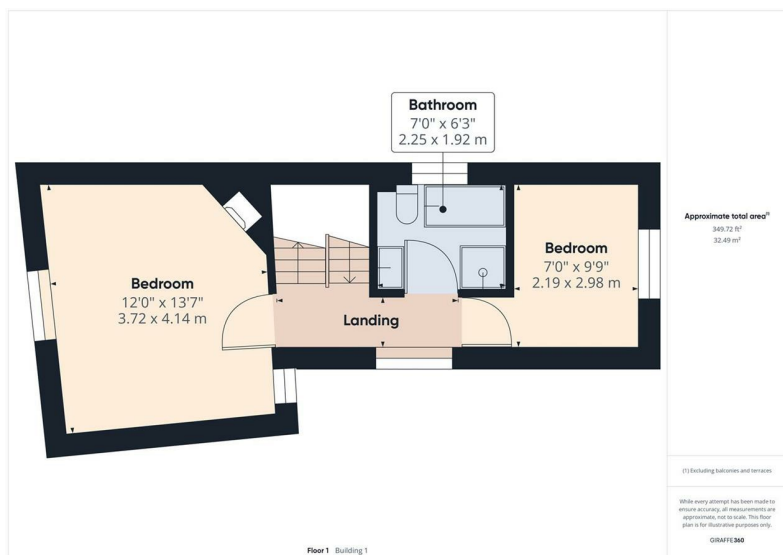 Bathroom
7'0" x 6'3"
2.25 x 1.92 m
Bedroom
12'0" x 13'7"
3.72 x 4.14 m
Landing
Bedroom
7'0" x 9'9"
2.19 x 2.98 m
Floor 1 Building 1
Approximate total area⁽¹⁾
349.72 ft²
32.49 m²
(1) Excluding balconies and terraces
While every attempt has been made to
ensure accuracy, all measurements are
approximate, not to scale. This floor
plan is for illustrative purposes only.
GIRAFFE360